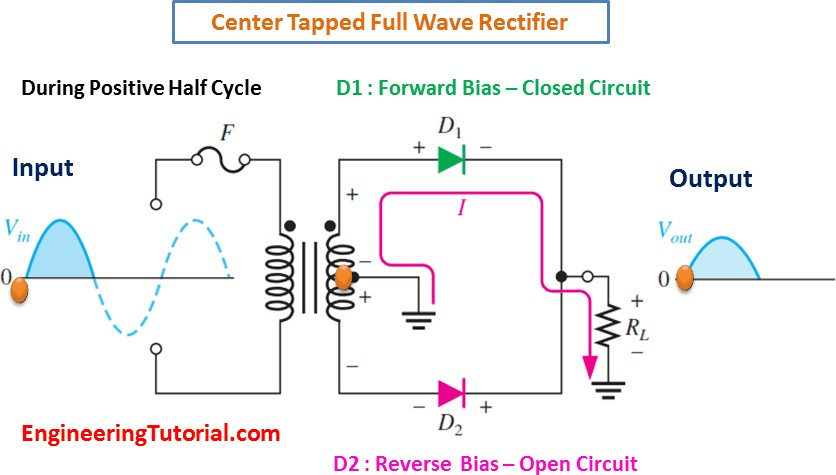 Center Tapped Full Wave Rectifier
During Positive Half Cycle
D1 : Forward Bias – Closed Circuit
F
D1
+ −
Input
Output
Vin
+
I
Vout
0
−
+
0
+
RL
−
−
− +
D2
EngineeringTutorial.com
D2 : Reverse Bias – Open Circuit